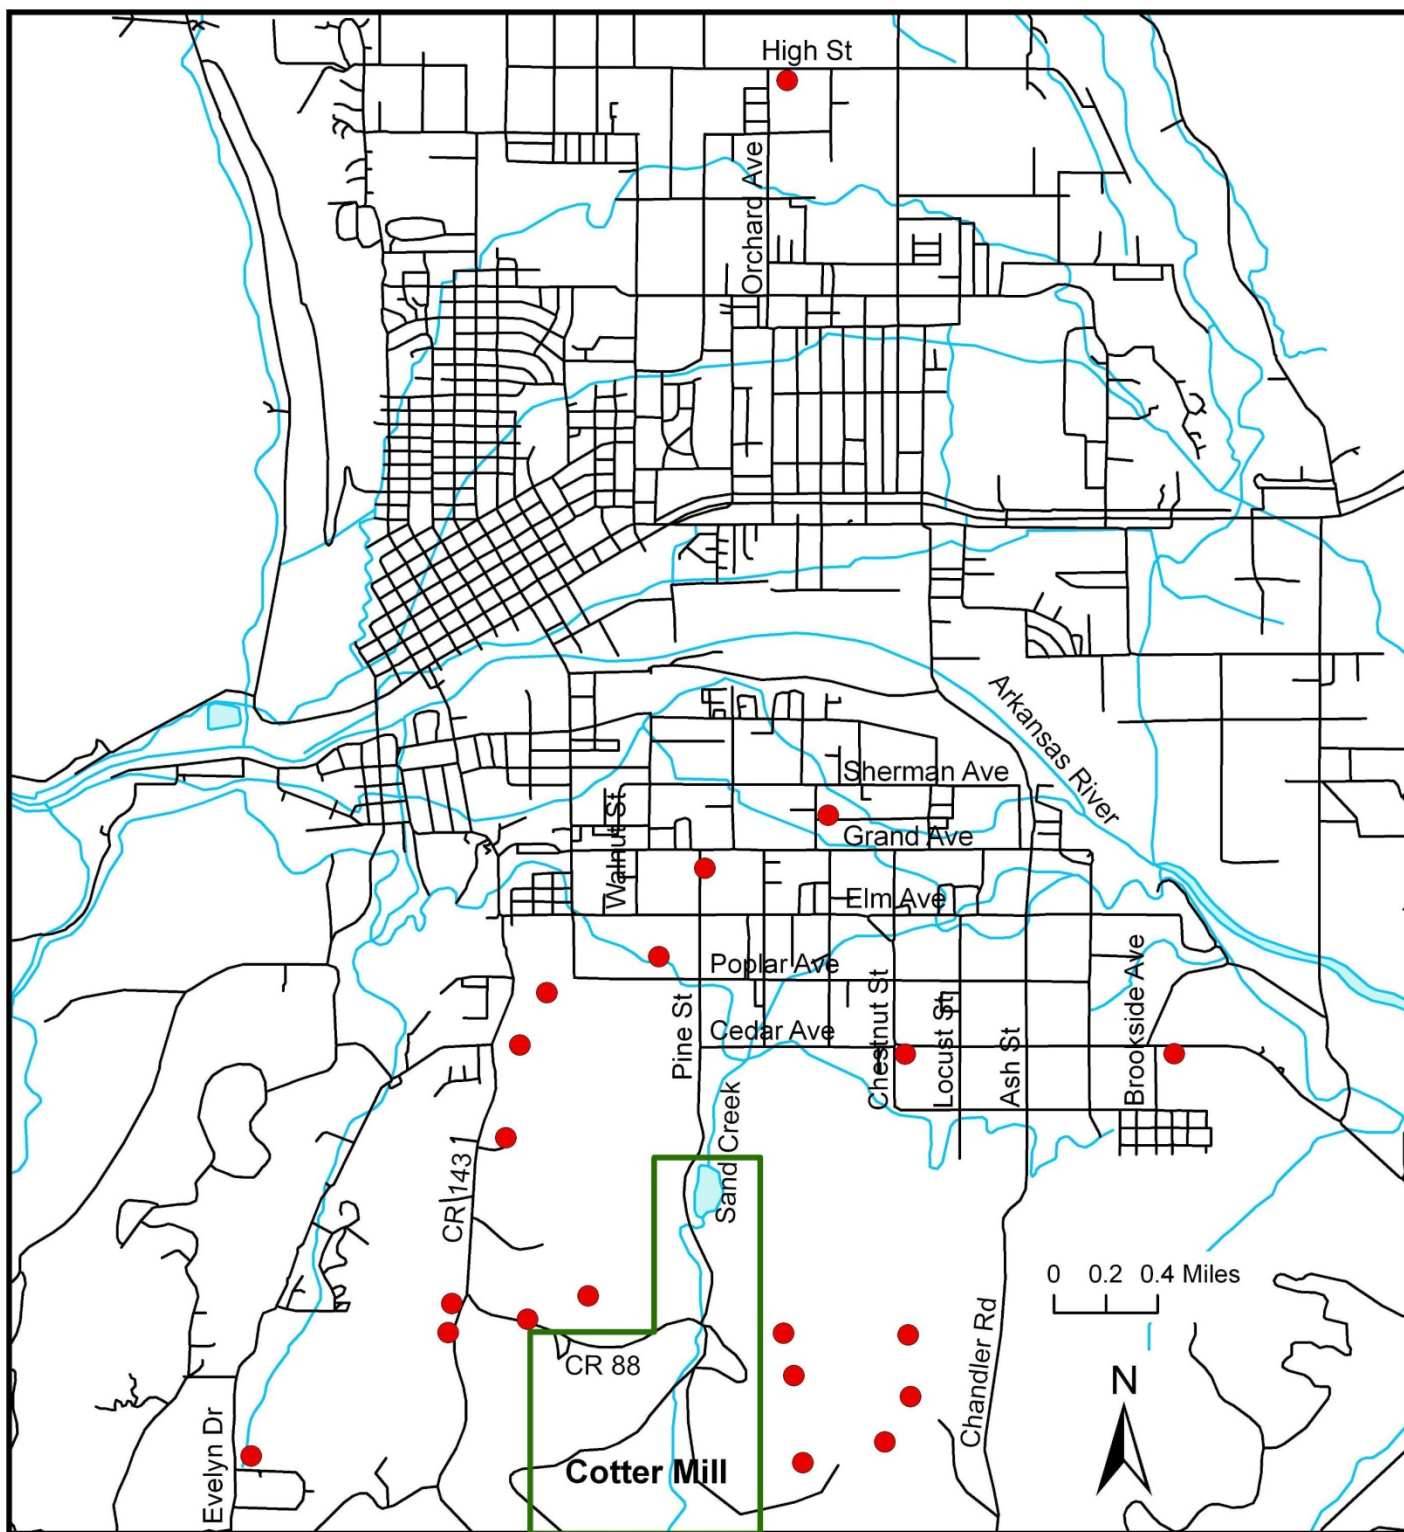 High St
Orchard Ave
Arkansas River
Sherman Ave
Walnut St
Grand Ave
Elm Ave
Poplar Ave
Pine St
Cedar Ave
Chestnut St
Locust St
Ash St
Brookside Ave
Sand Creek
CR 143 1
0 0.2 0.4 Miles
CR 88
Chandler Rd
N
Evelyn Dr
Cotter Mill